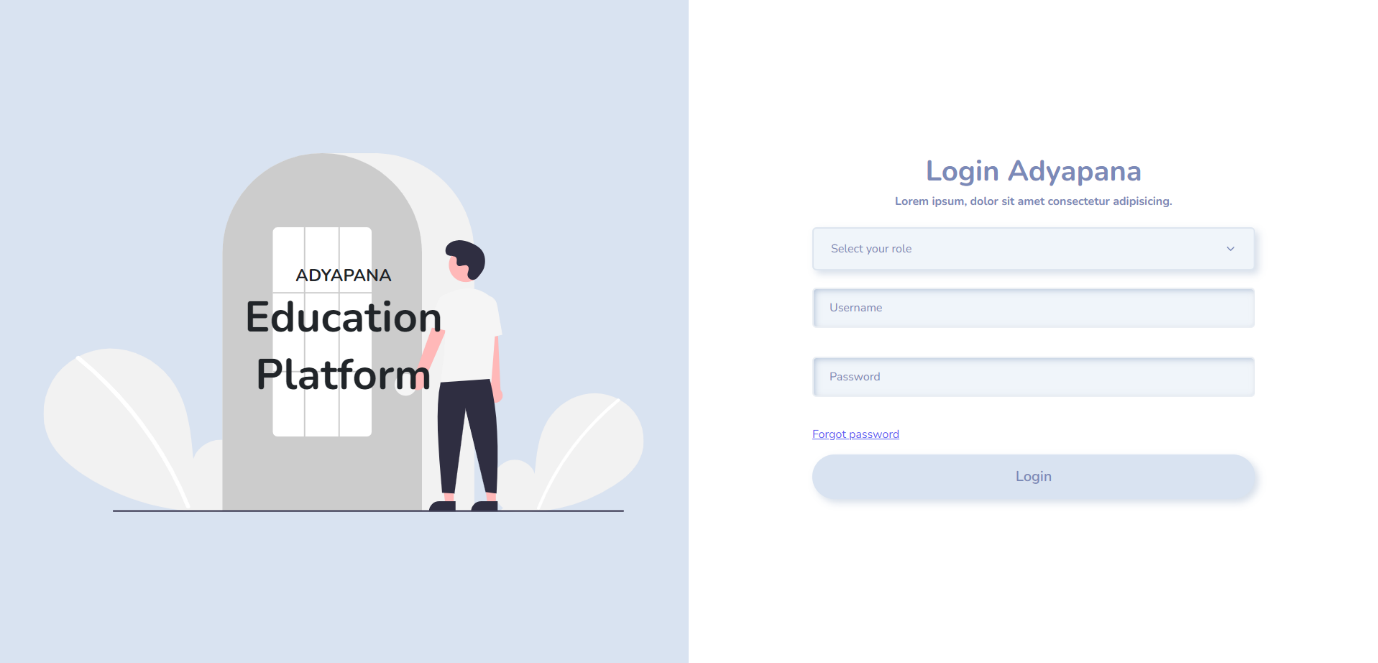 ADYAPANA
Education
Platform
Login Adyapana
Lorem ipsum, dolor sit amet consectetur adipisicing.
Select your role
Username
Password
Forgot password
Login